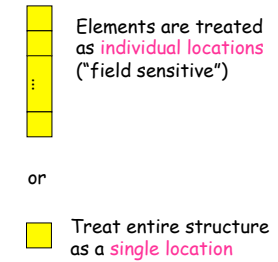 Elements are treated
as individual locations
(“field sensitive”)
...
or
Treat entire structure
as a single location